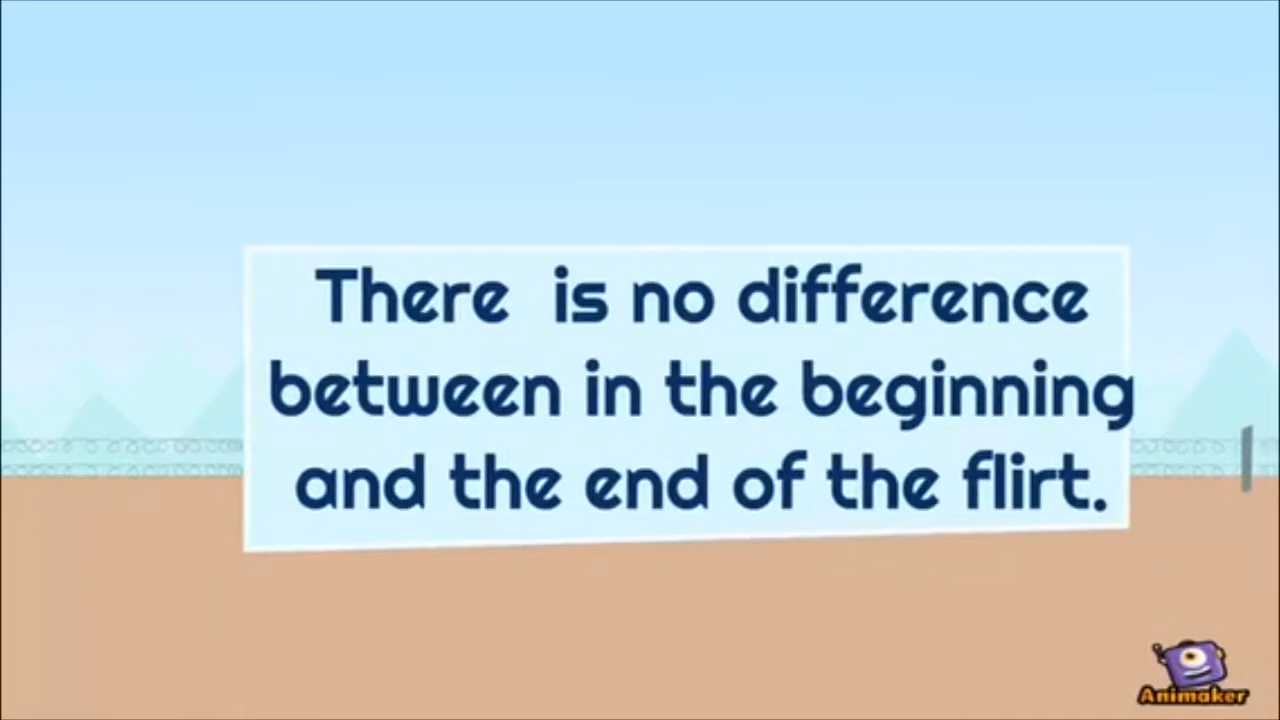 There  is no difference
between in the beginning
and the end of the flirt.
Animaker